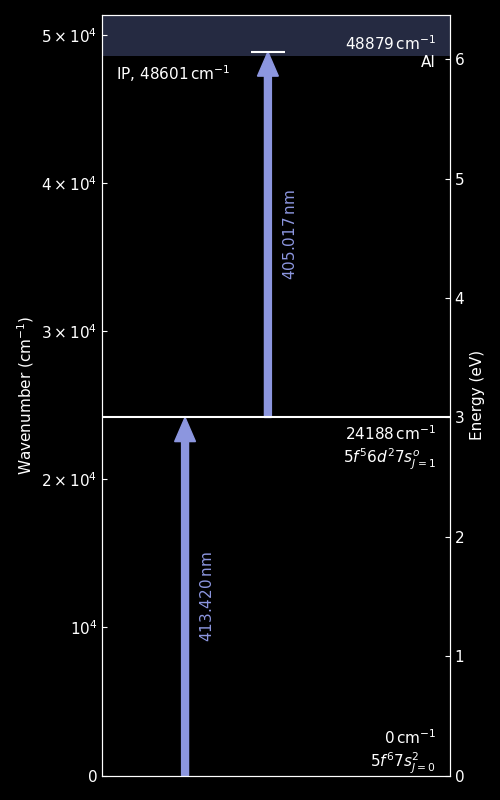 5 × 10⁴
48879 cm⁻¹
AI
6
IP, 48601 cm⁻¹
4 × 10⁴
5
405.017 nm
4
3 × 10⁴
Wavenumber (cm⁻¹)
Energy (eV)
3
24188 cm⁻¹
5f⁵6d²7sᵒ_J=1
2 × 10⁴
2
413.420 nm
10⁴
1
0 cm⁻¹
5f⁶7s²_J=0
0
0